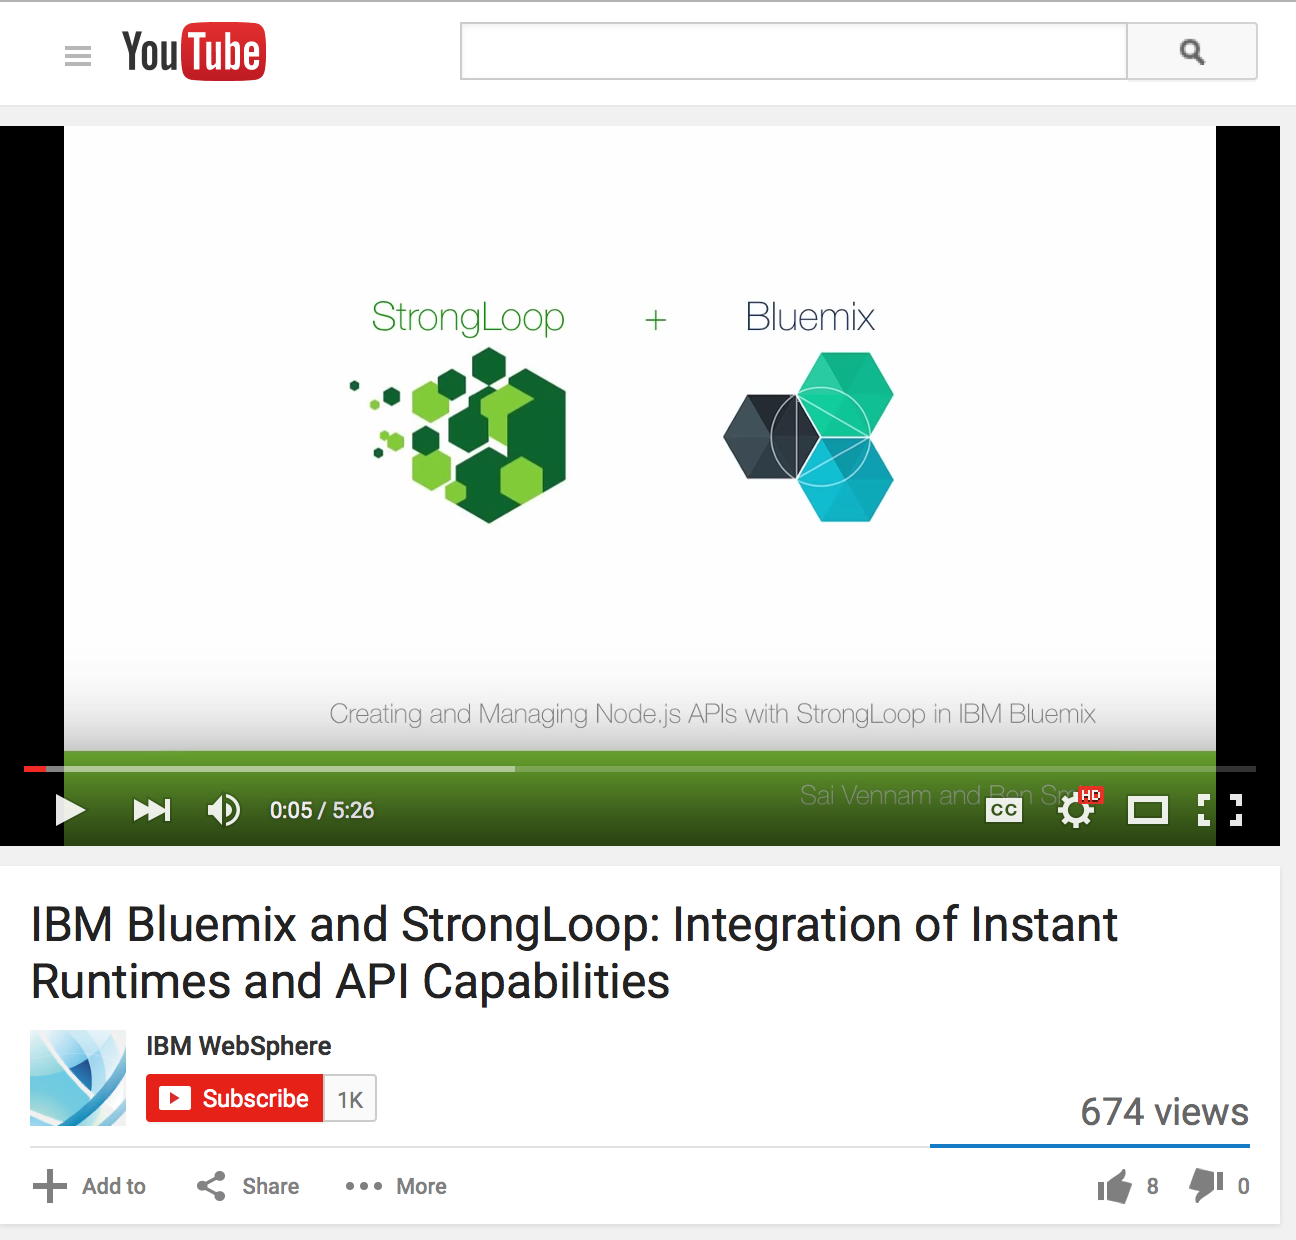 YouTube
StrongLoop + Bluemix
Creating and Managing Node.js APIs with StrongLoop in IBM Bluemix
Sai Vennam and Ben
0:05 / 5:26
CC
HD
IBM Bluemix and StrongLoop: Integration of Instant
Runtimes and API Capabilities
IBM WebSphere
Subscribe 1K
674 views
Add to Share More 8 0